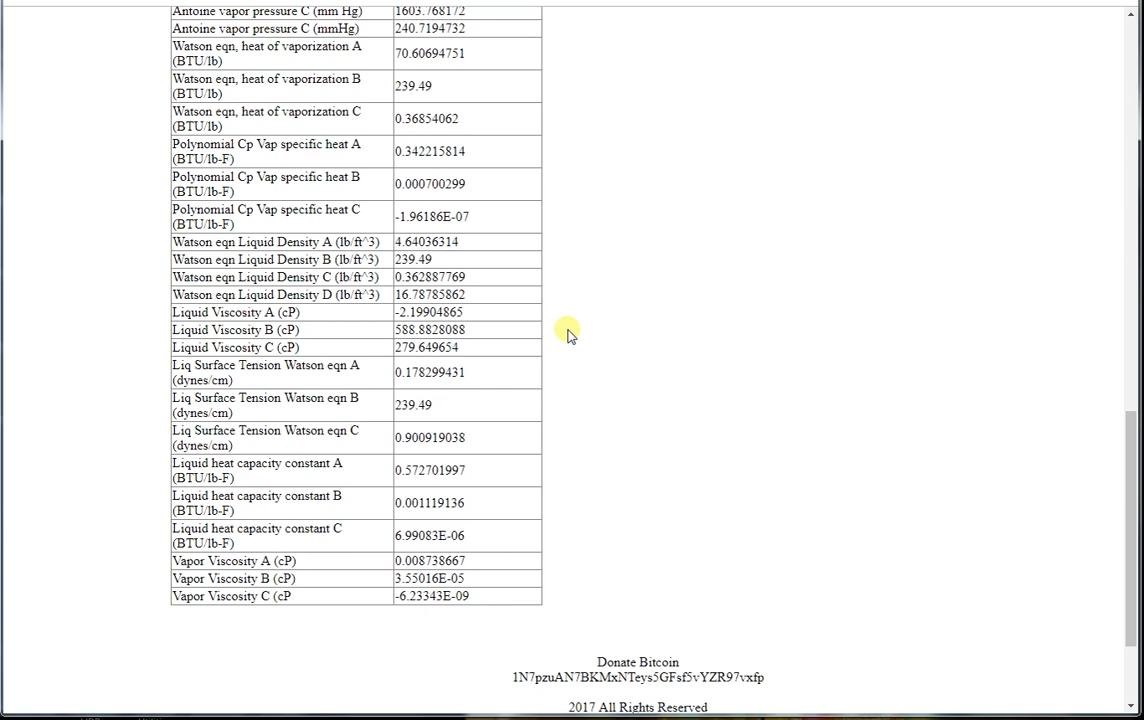 Antoine vapor pressure C (mm Hg) 1603.768172
Antoine vapor pressure C (mmHg) 240.7194732
Watson eqn, heat of vaporization A
(BTU/lb) 70.60694751
Watson eqn, heat of vaporization B
(BTU/lb) 239.49
Watson eqn, heat of vaporization C
(BTU/lb) 0.36854062
Polynomial Cp Vap specific heat A
(BTU/lb-F) 0.342215814
Polynomial Cp Vap specific heat B
(BTU/lb-F) 0.000700299
Polynomial Cp Vap specific heat C
(BTU/lb-F) -1.96186E-07
Watson eqn Liquid Density A (lb/ft^3) 4.64036314
Watson eqn Liquid Density B (lb/ft^3) 239.49
Watson eqn Liquid Density C (lb/ft^3) 0.362887769
Watson eqn Liquid Density D (lb/ft^3) 16.78785862
Liquid Viscosity A (cP) -2.19904865
Liquid Viscosity B (cP) 588.8828088
Liquid Viscosity C (cP) 279.649654
Liq Surface Tension Watson eqn A
(dynes/cm) 0.178299431
Liq Surface Tension Watson eqn B
(dynes/cm) 239.49
Liq Surface Tension Watson eqn C
(dynes/cm) 0.900919038
Liquid heat capacity constant A
(BTU/lb-F) 0.572701997
Liquid heat capacity constant B
(BTU/lb-F) 0.001119136
Liquid heat capacity constant C
(BTU/lb-F) 6.99083E-06
Vapor Viscosity A (cP) 0.008738667
Vapor Viscosity B (cP) 3.55016E-05
Vapor Viscosity C (cP -6.23343E-09
Donate Bitcoin
1N7pzuAN7BKMxNTeys5GFsf5vYZR97vxfp
2017 All Rights Reserved